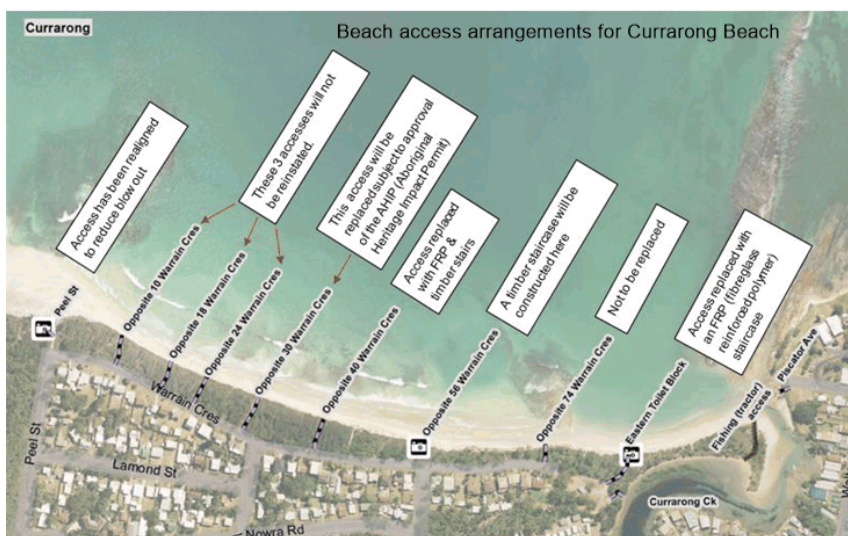 Currarong
Beach access arrangements for Currarong Beach
Access has been realigned
to reduce blow out
These 3 accesses will not
be reinstated.
This access will be
replaced subject to approval
of the AHIP (Aboriginal
Heritage Impact Permit)
Access replaced
with FRP &
timber stairs
A timber staircase will be
constructed here
Not to be replaced
Access replaced with
an FRP (fibreglass
reinforced polymer)
staircase
Peel St
Opposite 10 Warrain Cres
Opposite 18 Warrain Cres
Opposite 24 Warrain Cres
Opposite 30 Warrain Cres
Opposite 40 Warrain Cres
Opposite 56 Warrain Cres
Opposite 74 Warrain Cres
Eastern Toilet Block
Fishing (tractor)
access
Piscator Ave
Warrain Cres
Peel St
Lamond St
Nowra Rd
Currarong Ck